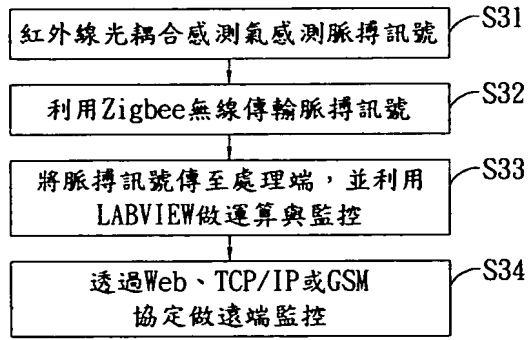 紅外線光耦合感測氣感測脈搏訊號
S31
利用Zigbee無線傳輸脈搏訊號
S32
將脈搏訊號傳至處理端，並利用
LABVIEW做運算與監控
S33
透過Web、TCP/IP或GSM
協定做遠端監控
S34